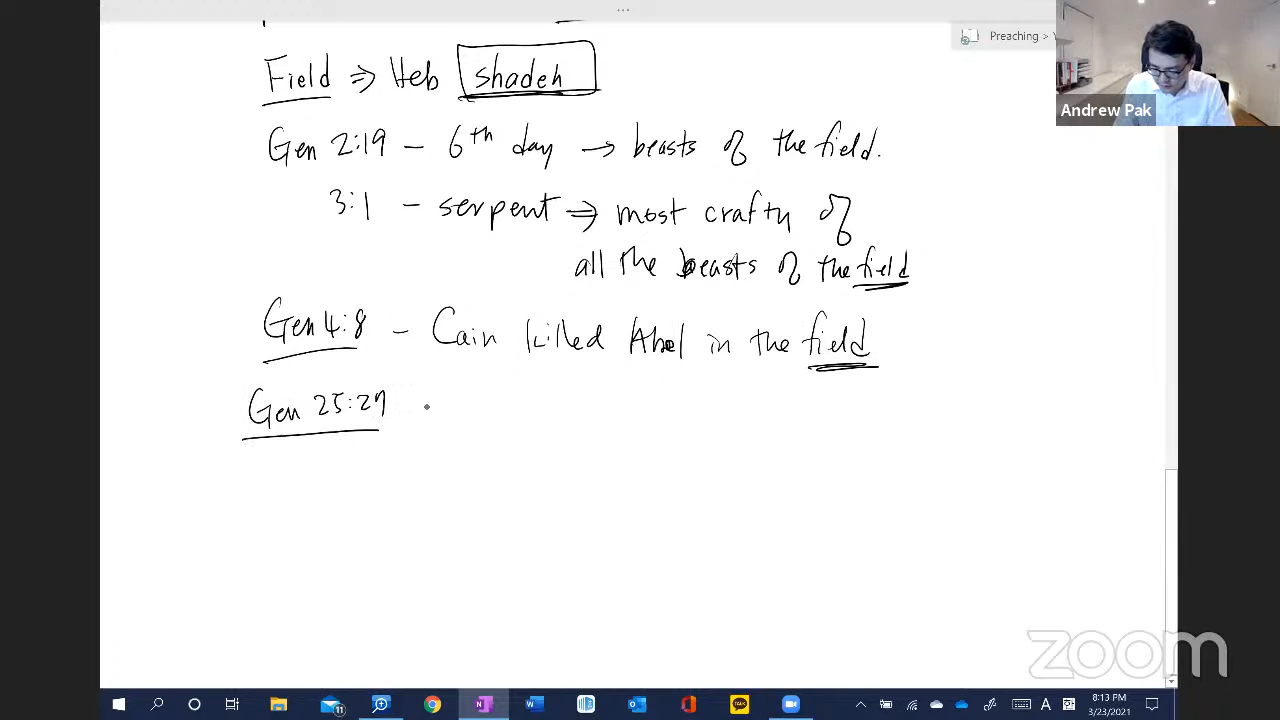 Preaching >
Andrew Pak
Field ⇒ Heb shadeh
Gen 2:19 - 6th day → beasts of the field.
3:1 - serpent ⇒ most crafty of
all the beasts of the field
Gen 4:8 - Cain killed Abel in the field
Gen 25:29
zoom
11
TALK
A
8:13 PM
3/23/2021